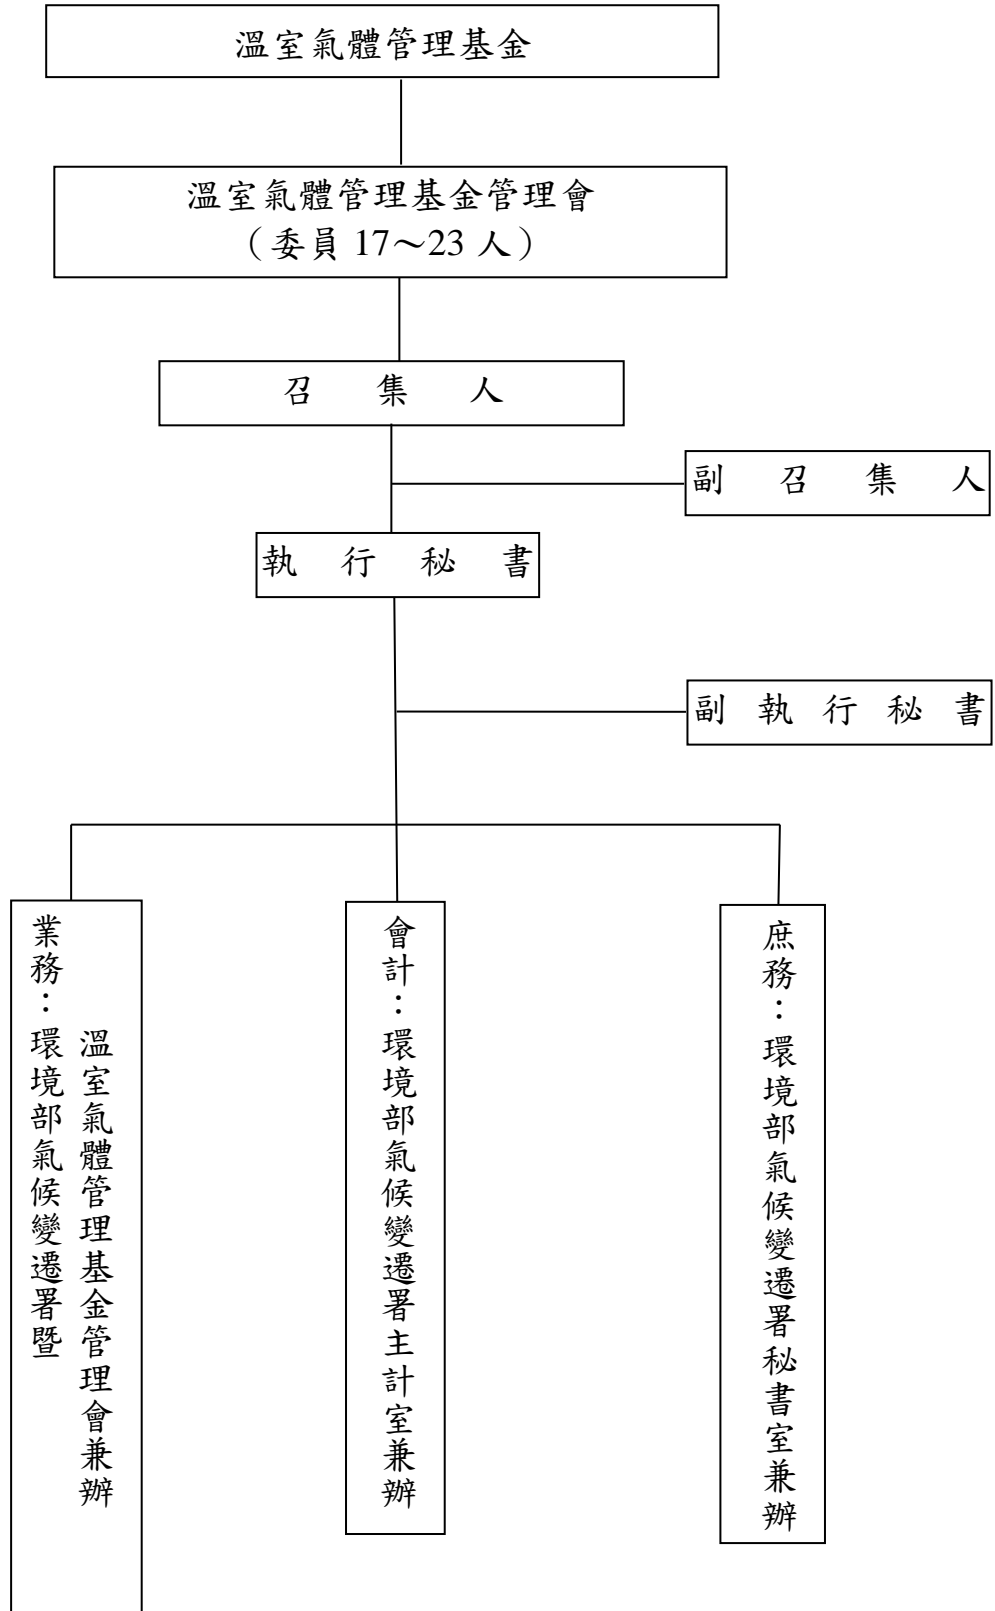 溫室氣體管理基金
溫室氣體管理基金管理會
（委員 17～23 人）
召集人
副召集人
執行秘書
副執行秘書
業務：環境部氣候變遷署暨
溫室氣體管理基金管理會兼辦
會計：環境部氣候變遷署主計室兼辦
庶務：環境部氣候變遷署秘書室兼辦